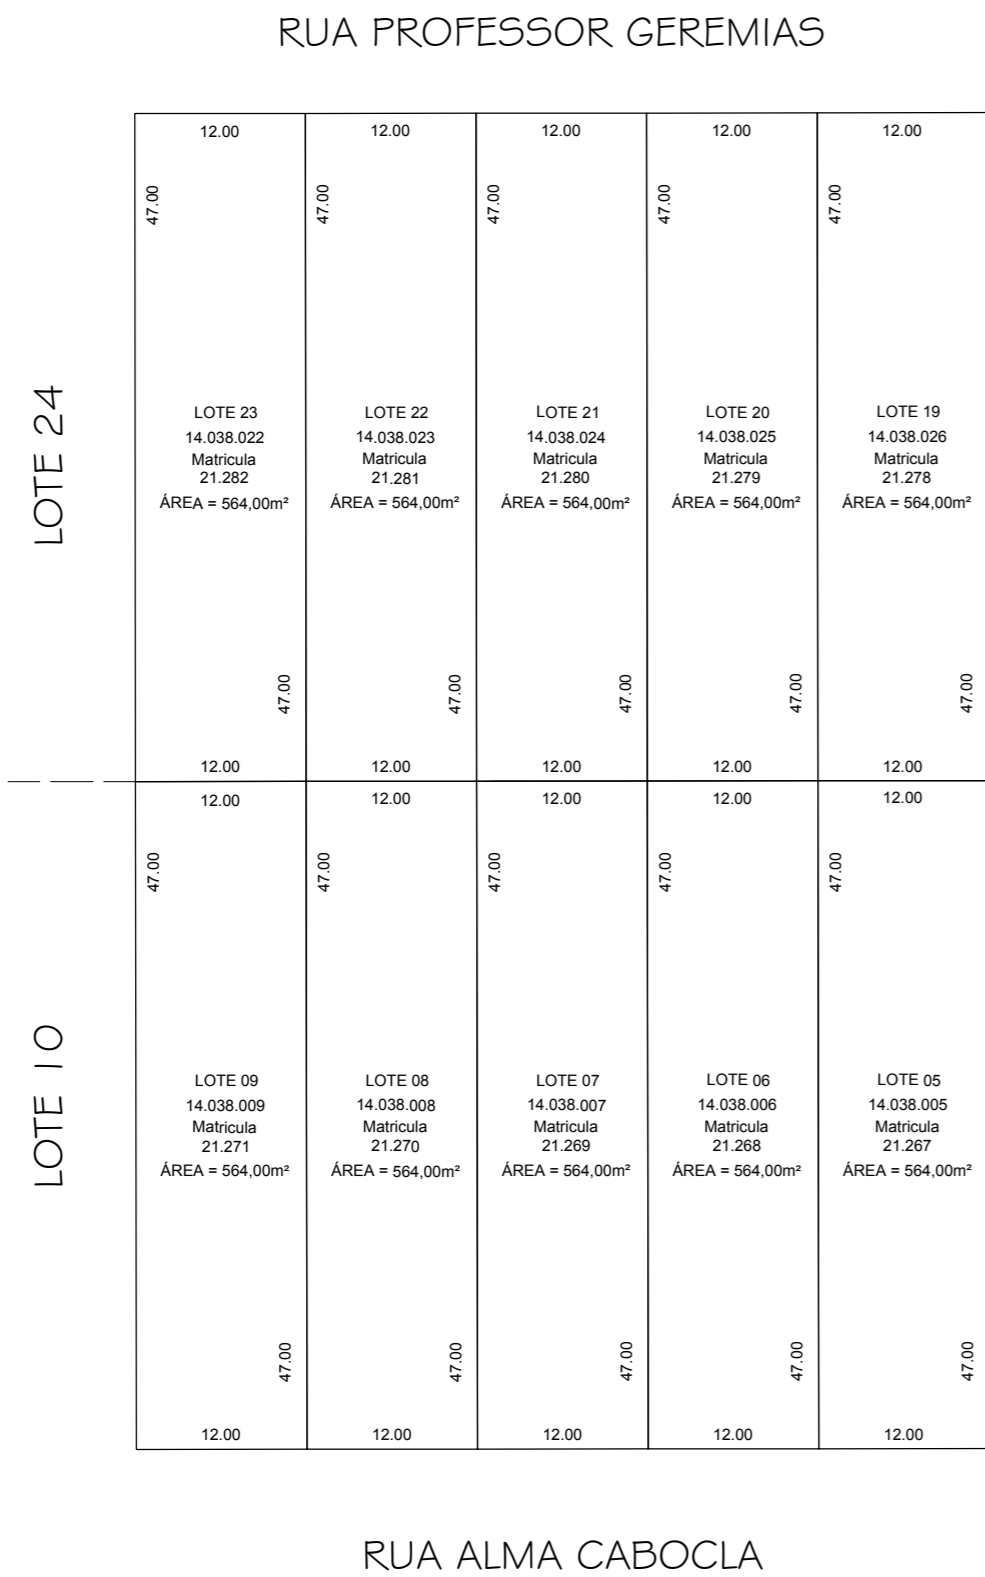 RUA PROFESSOR GEREMIAS
12.00 12.00 12.00 12.00 12.00
47.00 47.00 47.00 47.00 47.00
LOTE 24
LOTE 23 LOTE 22 LOTE 21 LOTE 20 LOTE 19
14.038.022 14.038.023 14.038.024 14.038.025 14.038.026
Matricula Matricula Matricula Matricula Matricula
21.282 21.281 21.280 21.279 21.278
ÁREA = 564,00m² ÁREA = 564,00m² ÁREA = 564,00m² ÁREA = 564,00m² ÁREA = 564,00m²
47.00 47.00 47.00 47.00 47.00
12.00 12.00 12.00 12.00 12.00
12.00 12.00 12.00 12.00 12.00
47.00 47.00 47.00 47.00 47.00
LOTE 10
LOTE 09 LOTE 08 LOTE 07 LOTE 06 LOTE 05
14.038.009 14.038.008 14.038.007 14.038.006 14.038.005
Matricula Matricula Matricula Matricula Matricula
21.271 21.270 21.269 21.268 21.267
ÁREA = 564,00m² ÁREA = 564,00m² ÁREA = 564,00m² ÁREA = 564,00m² ÁREA = 564,00m²
47.00 47.00 47.00 47.00 47.00
12.00 12.00 12.00 12.00 12.00
RUA ALMA CABOCLA